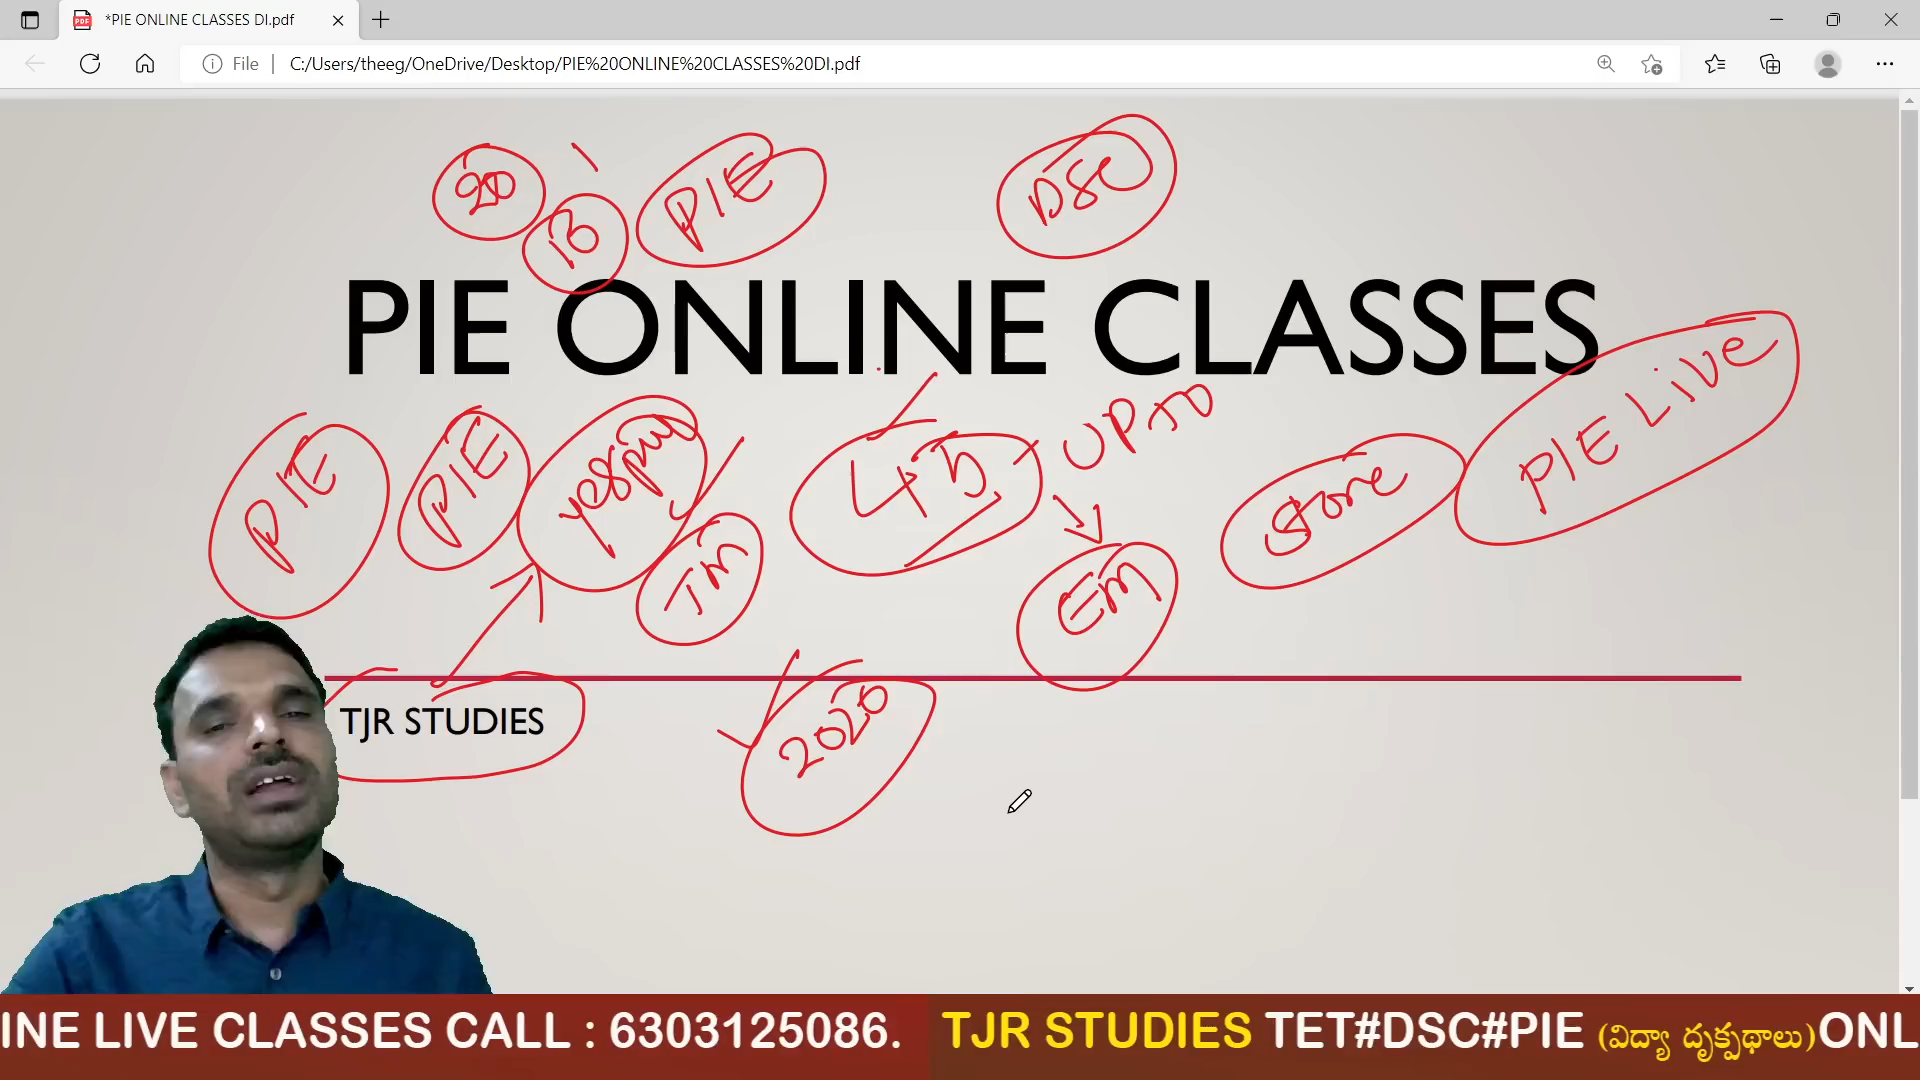 *PIE ONLINE CLASSES DI.pdf
File C:/Users/theeg/OneDrive/Desktop/PIE%20ONLINE%20CLASSES%20DI.pdf
20
PIE
DSC
PIE ONLINE CLASSES
PIE
PIE
TM
UPTO
EM
Store
PIE Live
TJR STUDIES
2020
INE LIVE CLASSES CALL : 6303125086. TJR STUDIES TET#DSC#PIE (విద్యా దృక్పథాలు)ONL